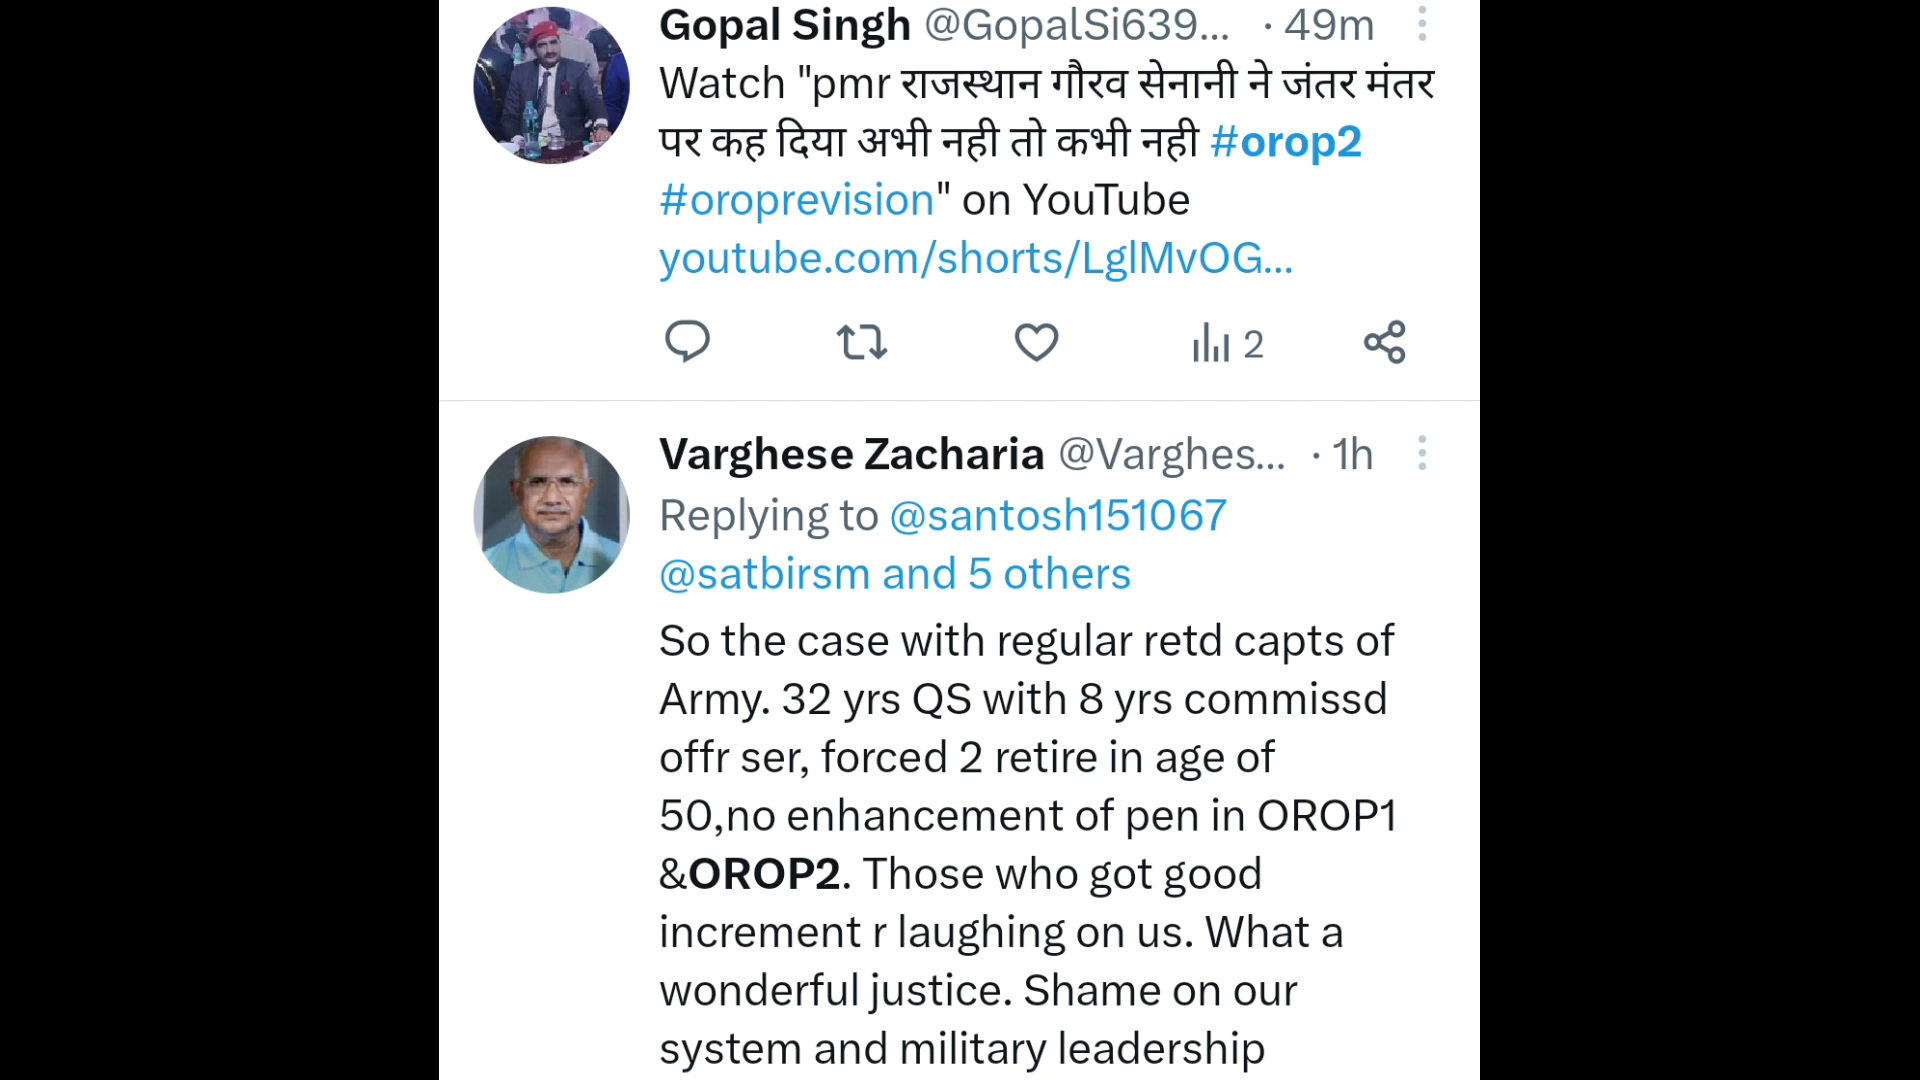 Gopal Singh @GopalSi639... · 49m
Watch "pmr राजस्थान गौरव सेनानी ने जंतर मंतर
पर कह दिया अभी नही तो कभी नही #orop2
#oroprevision" on YouTube
youtube.com/shorts/LglMvOG...
2
Varghese Zacharia @Varghes... · 1h
Replying to @santosh151067
@satbirsm and 5 others
So the case with regular retd capts of
Army. 32 yrs QS with 8 yrs commissd
offr ser, forced 2 retire in age of
50,no enhancement of pen in OROP1
&OROP2. Those who got good
increment r laughing on us. What a
wonderful justice. Shame on our
system and military leadership